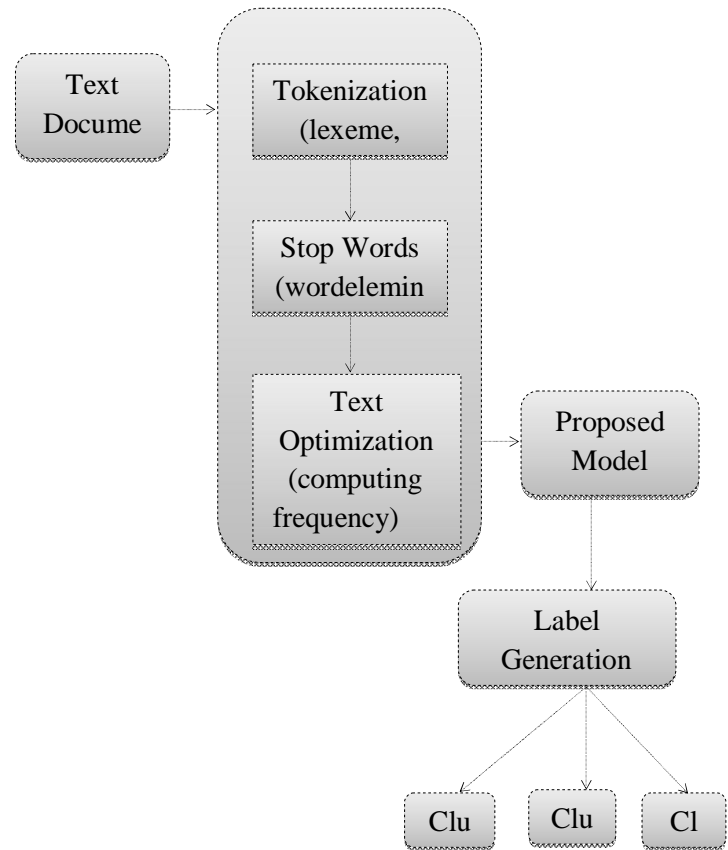 Text
Docume
Tokenization
(lexeme,
Stop Words
(wordelemin
Text
Optimization
(computing
frequency)
Proposed
Model
Label
Generation
Clu
Clu
Cl